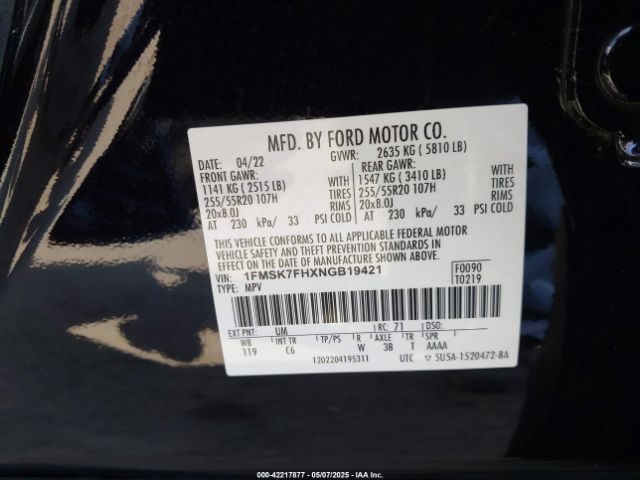 MFD. BY FORD MOTOR CO.
DATE: 04/22 GVWR: 2635 KG ( 5810 LB)
FRONT GAWR: REAR GAWR:
1141 KG ( 2515 LB) WITH 1547 KG ( 3410 LB) WITH
255/55R20 107H TIRES 255/55R20 107H TIRES
20x8.0J RIMS 20x8.0J RIMS
AT 230 kPa/ 33 PSI COLD AT 230 kPa/ 33 PSI COLD
THIS VEHICLE CONFORMS TO ALL APPLICABLE FEDERAL MOTOR
VEHICLE SAFETY AND THEFT PREVENTION STANDARDS IN
EFFECT ON THE DATE OF MANUFACTURE SHOWN ABOVE.
VIN: 1FMSK7FHXNGB19421 F0090
TYPE: MPV T0219
EXT PNT: UM RC: 71 DSO:
WB INT TR TP/PS R AXLE TR SPR
119 C6 W 3B T AAAA
1202204195311 UTC SU5A-1520472-BA
000-42217877 - 05/07/2025 - IAAI.com